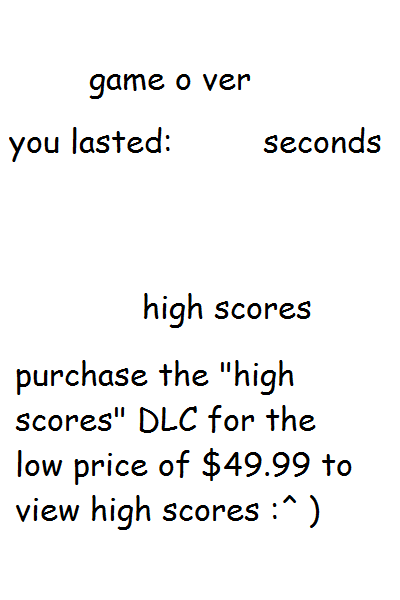 game o ver
you lasted: seconds
high scores
purchase the "high
scores" DLC for the
low price of $49.99 to
view high scores :^ )